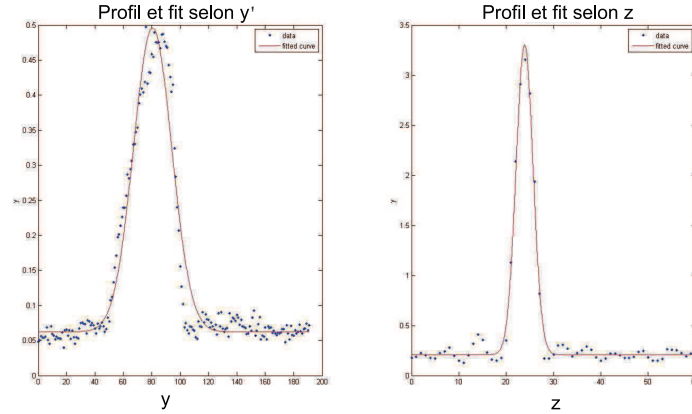 Profil et fit selon y'
0.5
0.45
0.4
0.35
0.3
0.25
0.2
0.15
0.1
0.05
0
y
data
fitted curve
0 20 40 60 80 100 120 140 160 180 200
y
Profil et fit selon z
3.5
3
2.5
2
1.5
1
0.5
0
y
data
fitted curve
0 10 20 30 40 50 60
z